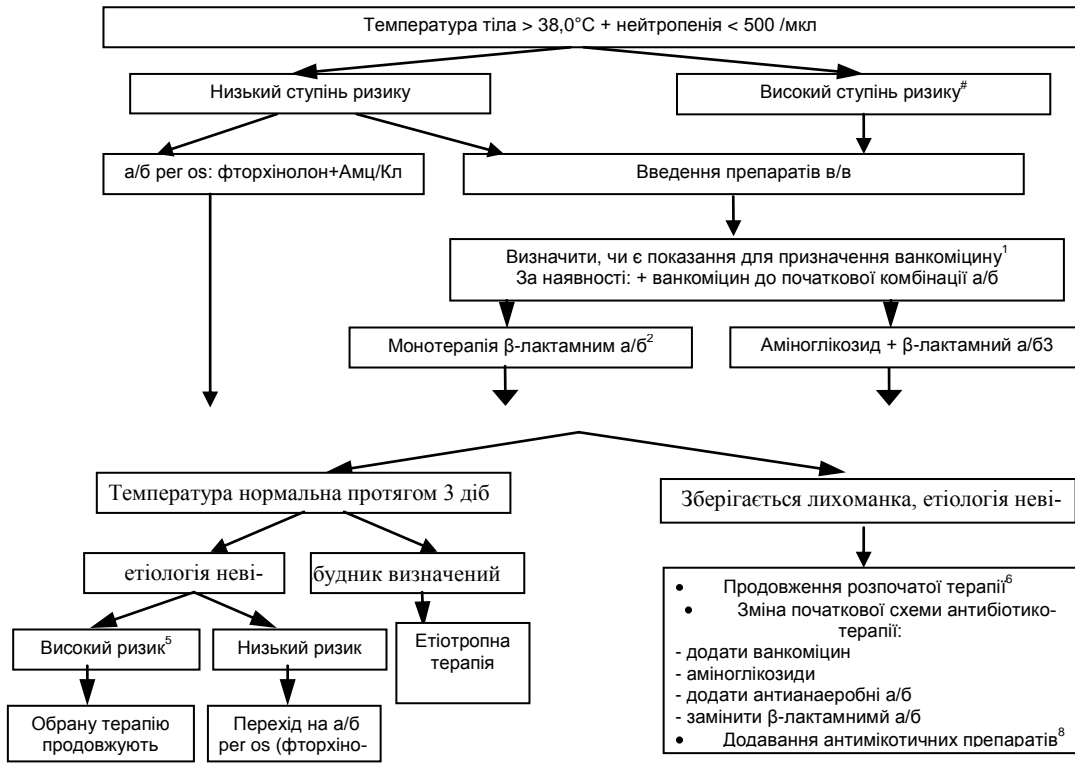 Температура тіла > 38,0°C + нейтропенія < 500 /мкл
Низький ступінь ризику
Високий ступінь ризику#
а/б per os: фторхінолон+Амц/Кл
Введення препаратів в/в
Визначити, чи є показання для призначення ванкоміцину1
За наявності: + ванкоміцин до початкової комбінації а/б
Монотерапія β-лактамним а/б2
Аміноглікозид + β-лактамний а/б3
Температура нормальна протягом 3 діб
Зберігається лихоманка, етіологія неві-
етіологія неві-
будник визначений
Високий ризик5
Низький ризик
Етіотропна
терапія
Обрану терапію
продовжують
Перехід на а/б
per os (фторхіно-
• Продовження розпочатої терапії6
• Зміна початкової схеми антибіотико-
терапії:
- додати ванкоміцин
- аміноглікозиди
- додати антианаеробні а/б
- замінити β-лактамнимй а/б
• Додавання антимікотичних препаратів8